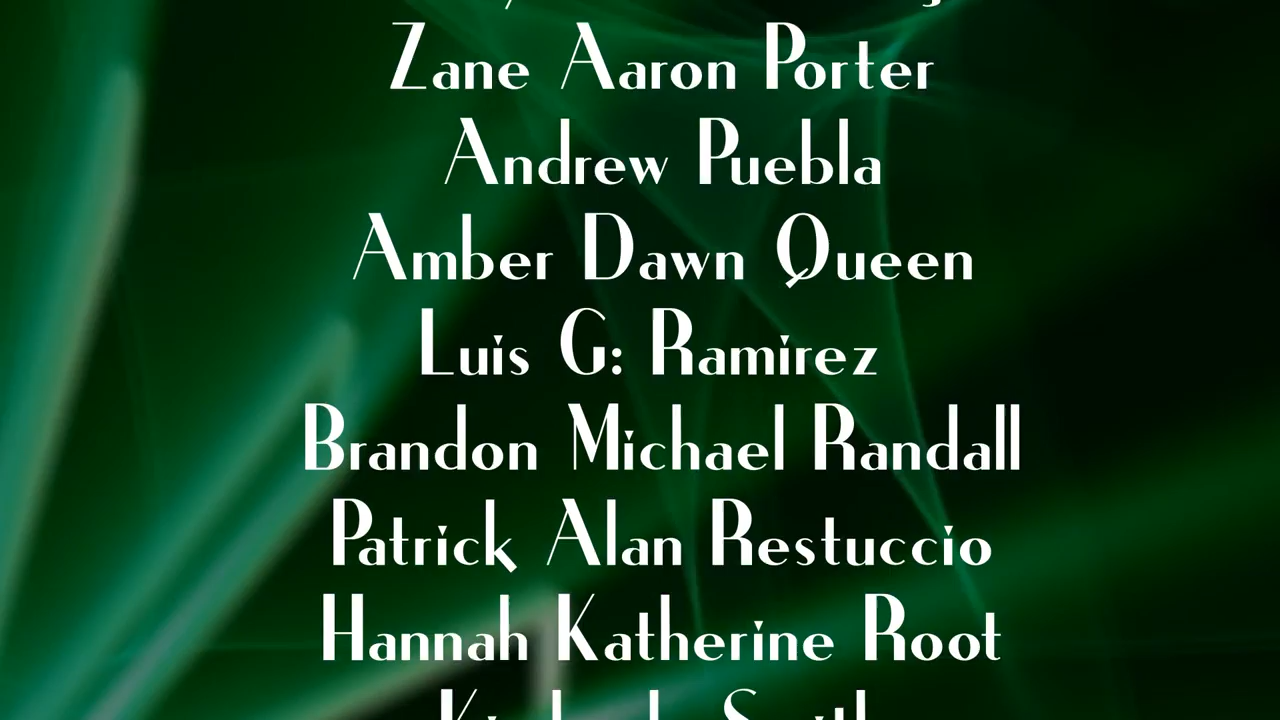 Zane Aaron Porter
Andrew Puebla
Amber Dawn Queen
Luis G: Ramirez
Brandon Michael Randall
Patrick Alan Restuccio
Hannah Katherine Root
Smith